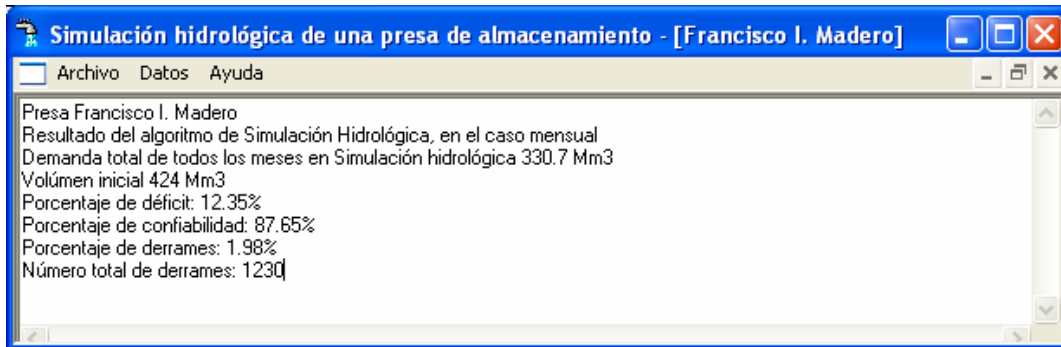 Simulación hidrológica de una presa de almacenamiento - [Francisco I. Madero]
Archivo Datos Ayuda
Presa Francisco I. Madero
Resultado del algoritmo de Simulación Hidrológica, en el caso mensual
Demanda total de todos los meses en Simulación hidrológica 330.7 Mm3
Volúmen inicial 424 Mm3
Porcentaje de déficit: 12.35%
Porcentaje de confiabilidad: 87.65%
Porcentaje de derrames: 1.98%
Número total de derrames: 1230